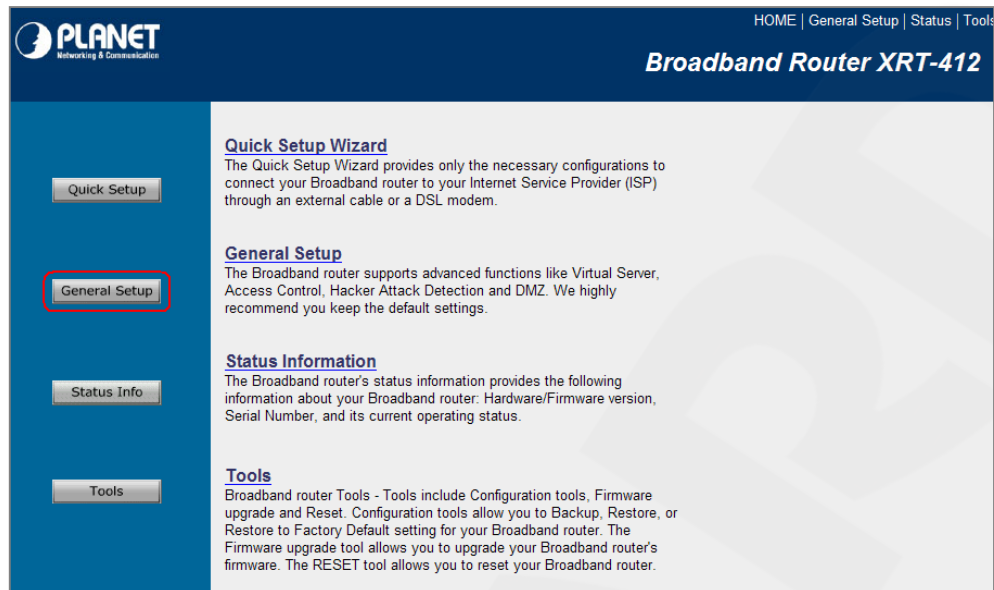 PLANET
Networking & Communication
HOME | General Setup | Status | Tools
Broadband Router XRT-412
Quick Setup
General Setup
Status Info
Tools
Quick Setup Wizard
The Quick Setup Wizard provides only the necessary configurations to
connect your Broadband router to your Internet Service Provider (ISP)
through an external cable or a DSL modem.
General Setup
The Broadband router supports advanced functions like Virtual Server,
Access Control, Hacker Attack Detection and DMZ. We highly
recommend you keep the default settings.
Status Information
The Broadband router's status information provides the following
information about your Broadband router: Hardware/Firmware version,
Serial Number, and its current operating status.
Tools
Broadband router Tools - Tools include Configuration tools, Firmware
upgrade and Reset. Configuration tools allow you to Backup, Restore, or
Restore to Factory Default setting for your Broadband router. The
Firmware upgrade tool allows you to upgrade your Broadband router's
firmware. The RESET tool allows you to reset your Broadband router.